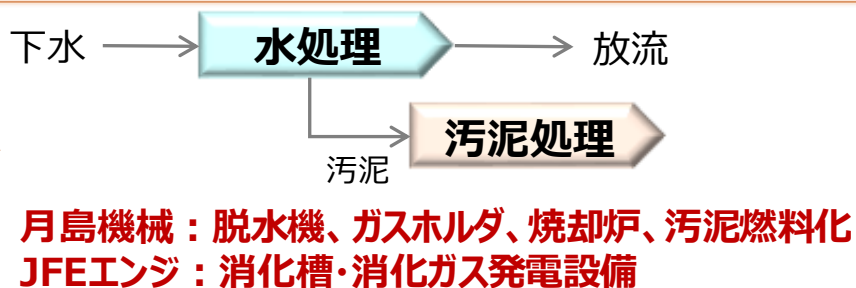 下水
水処理
放流
汚泥
汚泥処理
月島機械：脱水機、ガスホルダ、焼却炉、汚泥燃料化
JFEエンジ：消化槽・消化ガス発電設備